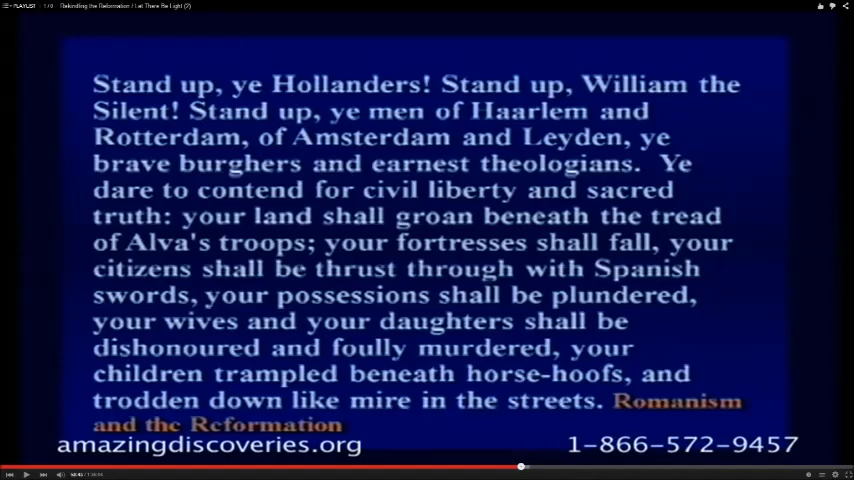 PLAYLIST 1/0 Rekindling the Reformation / Let There Be Light (2)
Stand up, ye Hollanders! Stand up, William the
Silent! Stand up, ye men of Haarlem and
Rotterdam, of Amsterdam and Leyden, ye
brave burghers and earnest theologians. Ye
dare to contend for civil liberty and sacred
truth: your land shall groan beneath the tread
of Alva's troops; your fortresses shall fall, your
citizens shall be thrust through with Spanish
swords, your possessions shall be plundered,
your wives and your daughters shall be
dishonoured and foully murdered, your
children trampled beneath horse-hoofs, and
trodden down like mire in the streets. Romanism
and the Reformation
amazingdiscoveries.org 1-866-572-9457